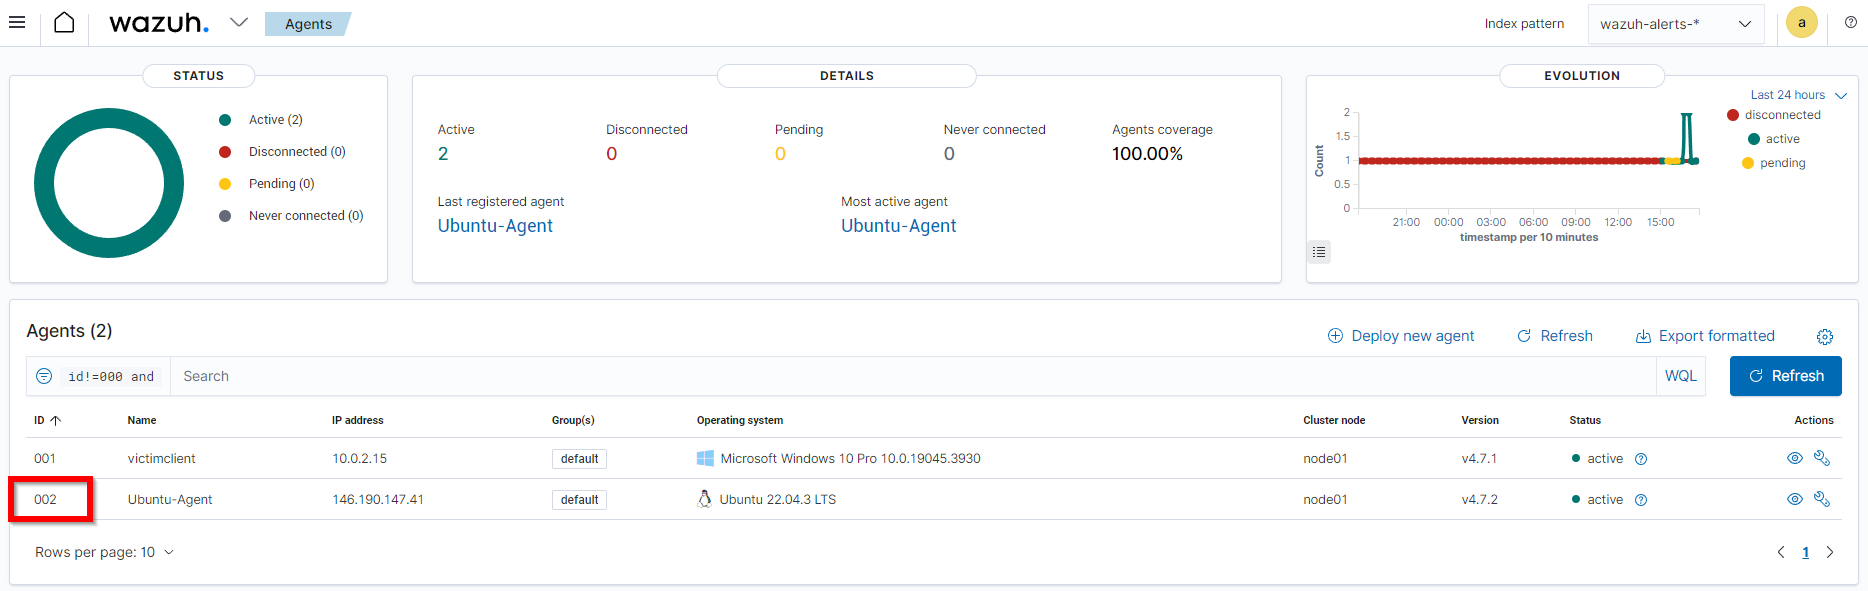 wazuh. Agents Index pattern wazuh-alerts-* a
STATUS
Active (2)
Disconnected (0)
Pending (0)
Never connected (0)
DETAILS
Active Disconnected Pending Never connected Agents coverage
2 0 0 0 100.00%
Last registered agent Most active agent
Ubuntu-Agent Ubuntu-Agent
EVOLUTION
Last 24 hours
disconnected
active
pending
Count
2
1.5
1
0.5
0
21:00 00:00 03:00 06:00 09:00 12:00 15:00
timestamp per 10 minutes
Agents (2) Deploy new agent Refresh Export formatted
id!=000 and Search WQL Refresh
ID Name IP address Group(s) Operating system Cluster node Version Status Actions
001 victimclient 10.0.2.15 default Microsoft Windows 10 Pro 10.0.19045.3930 node01 v4.7.1 active
002 Ubuntu-Agent 146.190.147.41 default Ubuntu 22.04.3 LTS node01 v4.7.2 active
Rows per page: 10 1